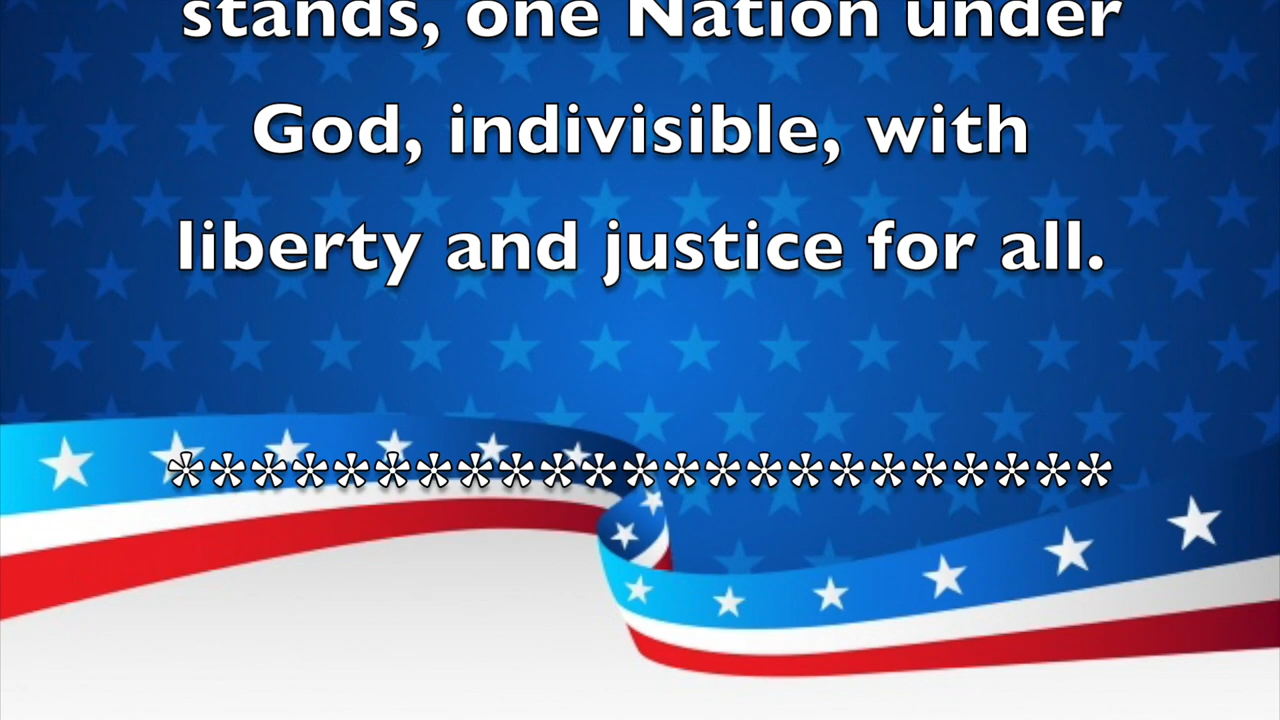 stands, one Nation under
God, indivisible, with
liberty and justice for all.
***********************